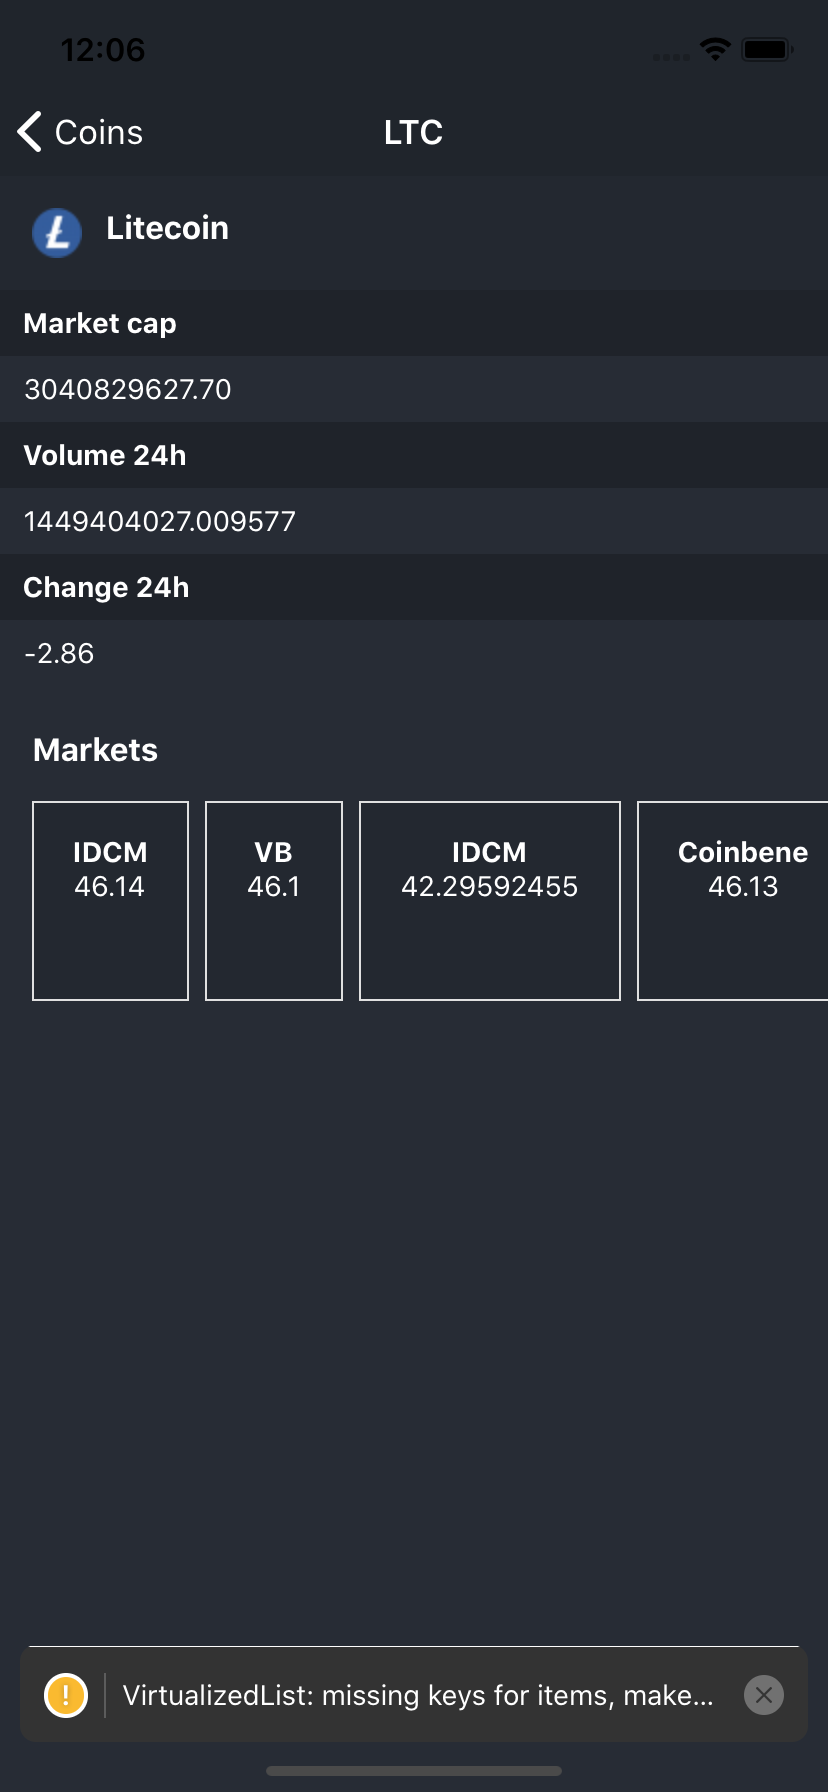 12:06
Coins
LTC
Litecoin
Market cap
3040829627.70
Volume 24h
1449404027.009577
Change 24h
-2.86
Markets
IDCM
46.14
VB
46.1
IDCM
42.29592455
Coinbene
46.13
! VirtualizedList: missing keys for items, make...